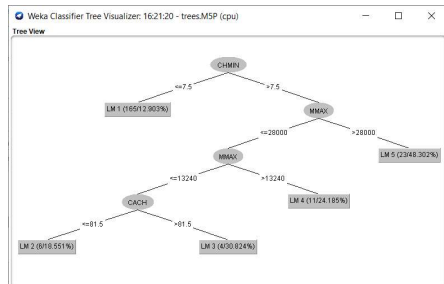 Weka Classifier Tree Visualizer: 16:21:20 - trees.M5P (cpu)
Tree View
CHMIN
<=7.5 >7.5
LM 1 (165/12.903%) MMAX
<=28000 >28000
MMAX LM 5 (23/48.302%)
<=13240 >13240
CACH LM 4 (11/24.185%)
<=81.5 >81.5
LM 2 (6/18.551%) LM 3 (4/30.824%)